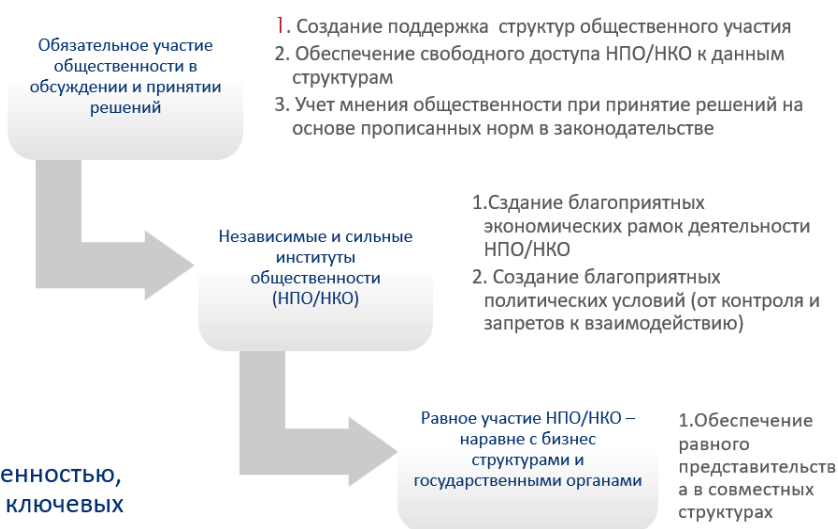 Обязательное участие
общественности в
обсуждении и принятии
решений
1. Создание поддержка структур общественного участия
2. Обеспечение свободного доступа НПО/НКО к данным
структурам
3. Учет мнения общественности при принятие решений на
основе прописанных норм в законодательстве
Независимые и сильные
институты
общественности
(НПО/НКО)
1.Сздание благоприятных
экономических рамок деятельности
НПО/НКО
2. Создание благоприятных
политических условий (от контроля и
запретов к взаимодействию)
Равное участие НПО/НКО –
наравне с бизнес
структурами и
государственными органами
1.Обеспечение
равного
представительств
а в совместных
структурах
енностью,
ключевых